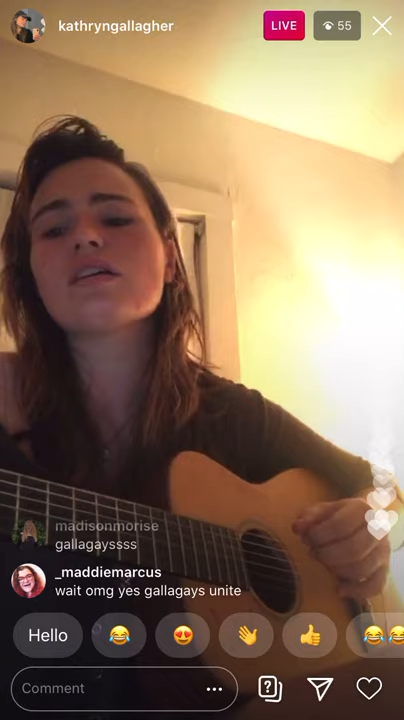 kathryngallagher
LIVE
55
madisonmorise
gallagayssss
_maddiemarcus
wait omg yes gallagays unite
Hello
Comment